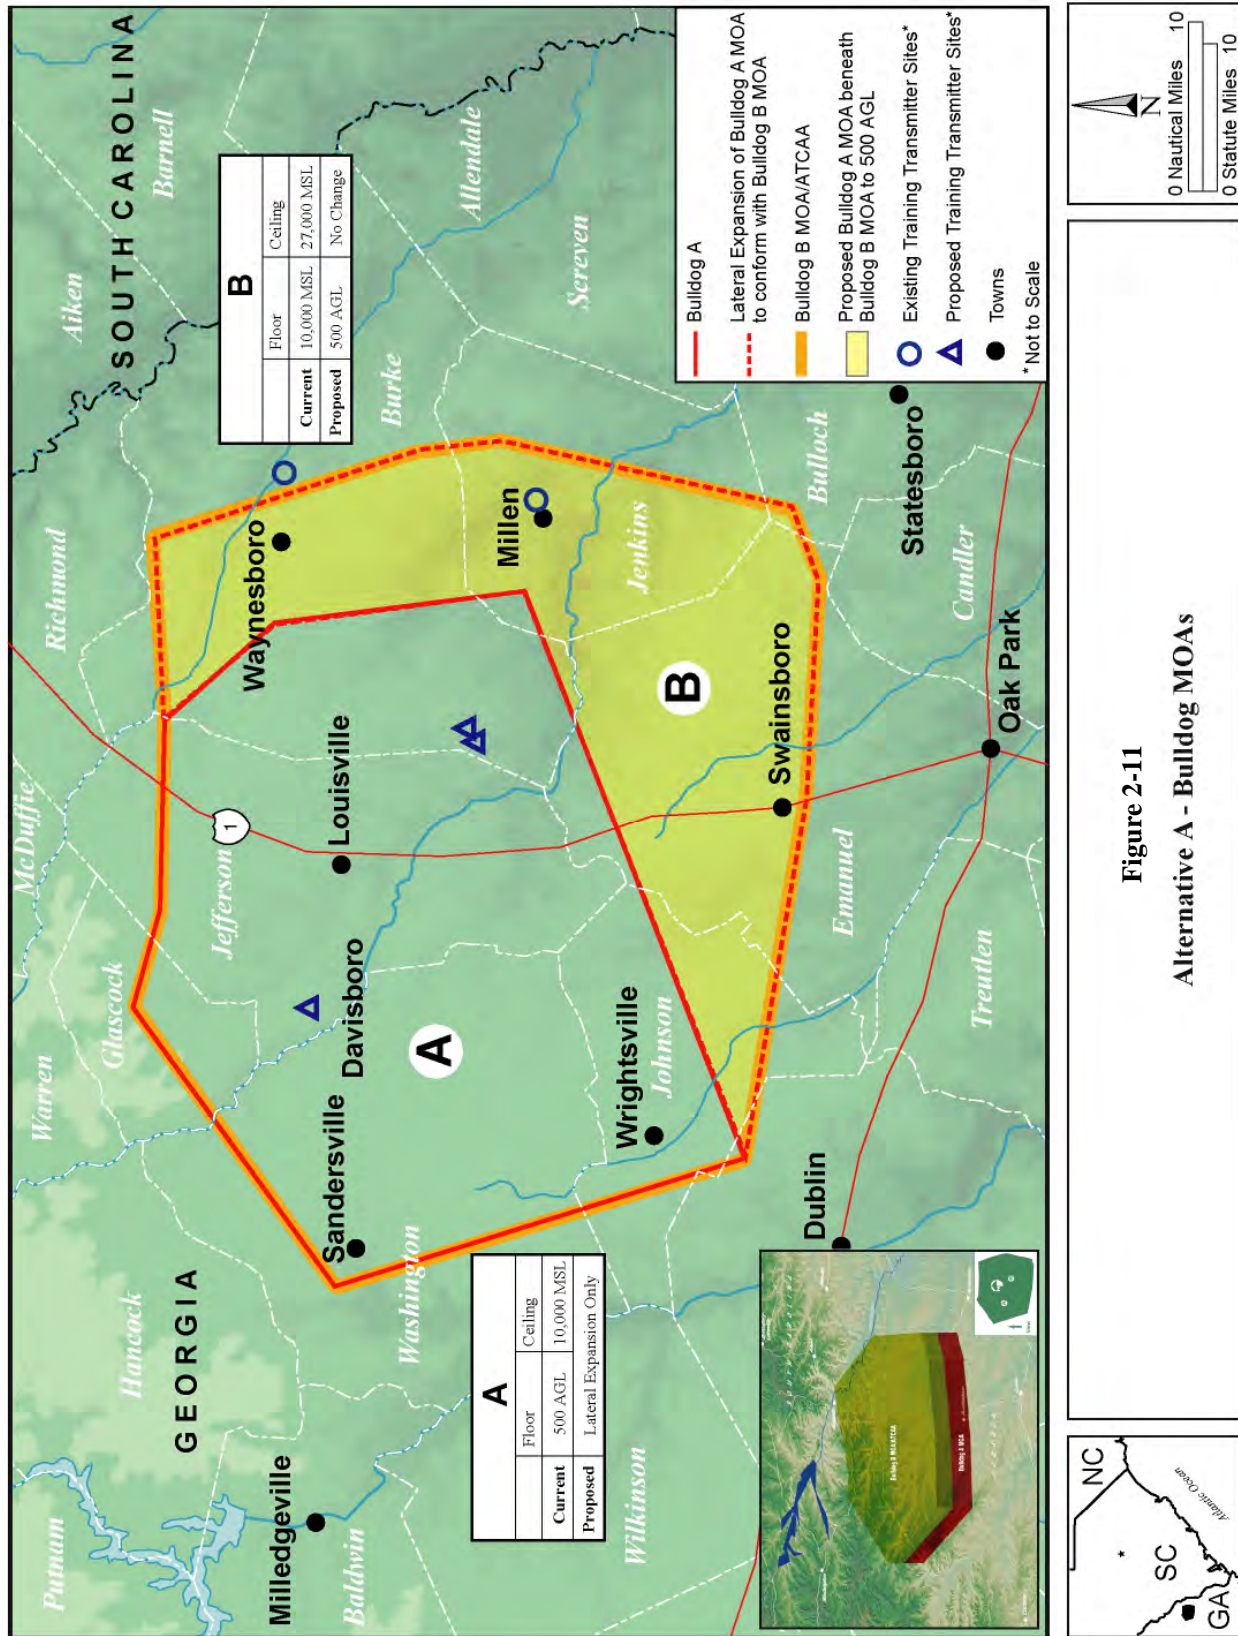 SOUTH CAROLINA
GEORGIA
Aiken
Barnell
Allendale
Screven
Burke
Richmond
McDuffie
Warren
Glascock
Jefferson
Hancock
Putnam
Baldwin
Washington
Wilkinson
Johnson
Jenkins
Emanuel
Treutlen
Candler
Bulloch
Milledgeville
Sandersville
Davisboro
Louisville
Waynesboro
Millen
Wrightsville
Swainsboro
Dublin
Oak Park
Statesboro
1
A
B
A
Floor Ceiling
Current 500 AGL 10,000 MSL
Proposed Lateral Expansion Only
B
Floor Ceiling
Current 10,000 MSL 27,000 MSL
Proposed 500 AGL No Change
Bulldog A
Lateral Expansion of Bulldog A MOA
to conform with Bulldog B MOA
Bulldog B MOA/ATCAA
Proposed Bulldog A MOA beneath
Bulldog B MOA to 500 AGL
Existing Training Transmitter Sites*
Proposed Training Transmitter Sites*
Towns
*Not to Scale
Bulldog B MOA/ATCAA
Bulldog A MOA
NC
SC
GA
*
Atlantic Ocean
Figure 2-11
Alternative A - Bulldog MOAs
N
0 Nautical Miles 10
0 Statute Miles 10